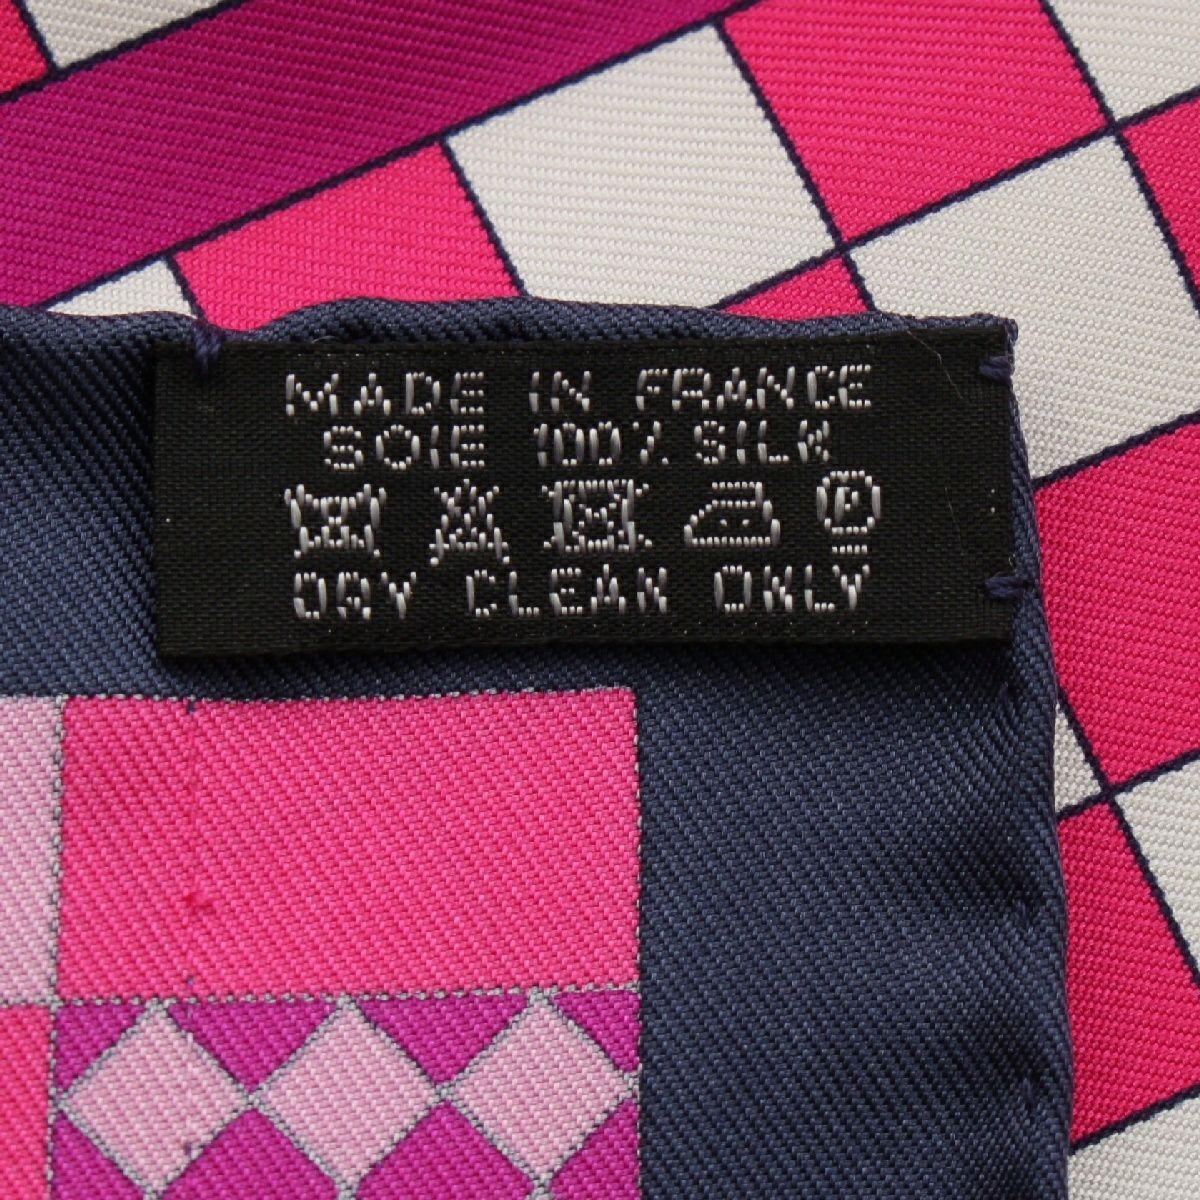 MADE IN FRANCE
SOIE 100% SILK
P
DRY CLEAN ONLY